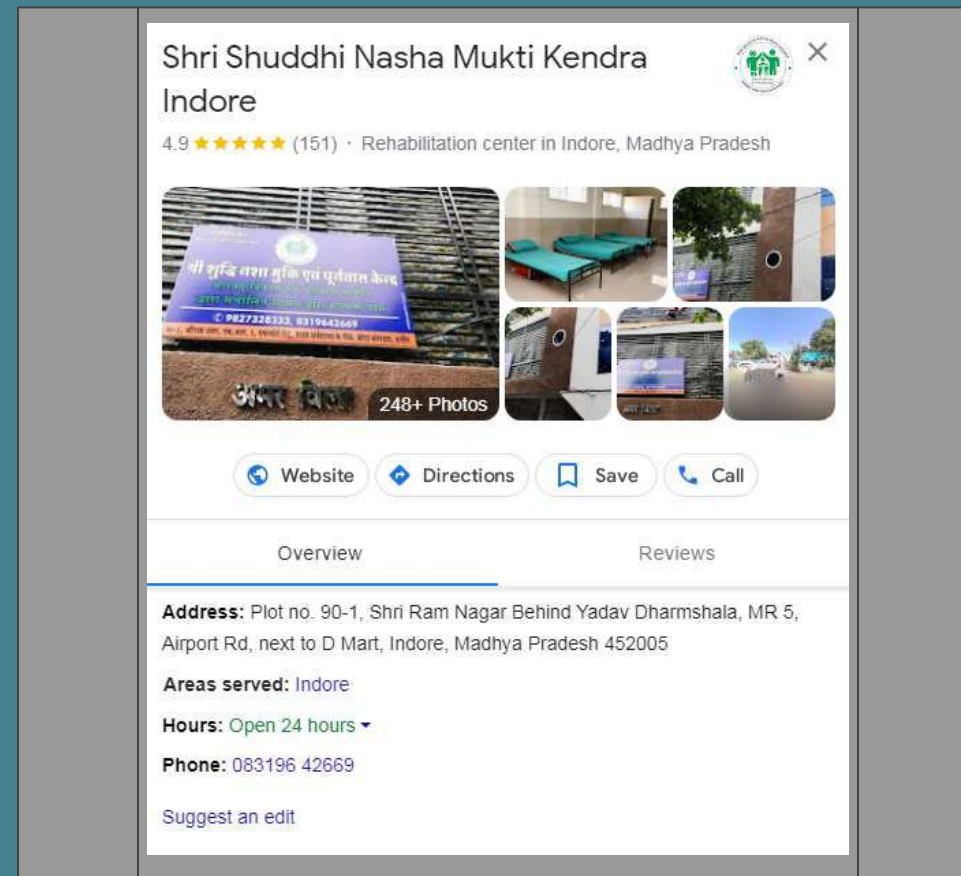 Shri Shuddhi Nasha Mukti Kendra
Indore
4.9 (151) · Rehabilitation center in Indore, Madhya Pradesh
श्री शुद्धि नशा मुक्ति एवं पूर्नवास केन्द्र
✆ 9827328333, 8319642669
अमर विला
248+ Photos
Website Directions Save Call
Overview Reviews
Address: Plot no. 90-1, Shri Ram Nagar Behind Yadav Dharmshala, MR 5,
Airport Rd, next to D Mart, Indore, Madhya Pradesh 452005
Areas served: Indore
Hours: Open 24 hours
Phone: 083196 42669
Suggest an edit